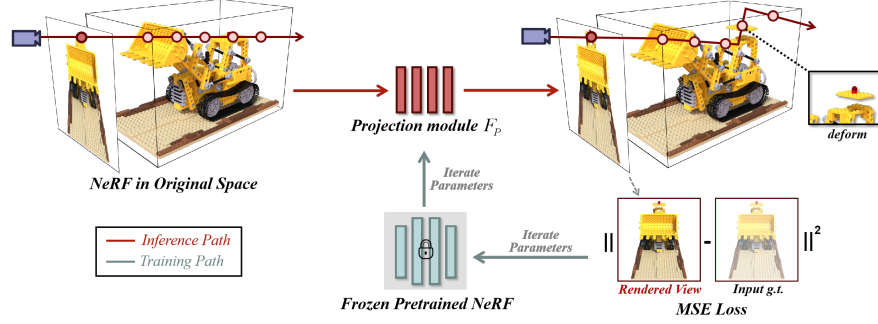 deform
Projection module F_P
NeRF in Original Space
Iterate
Parameters
Inference Path
Training Path
Iterate
Parameters
|| - ||²
Rendered View
Input g.t.
Frozen Pretrained NeRF
MSE Loss